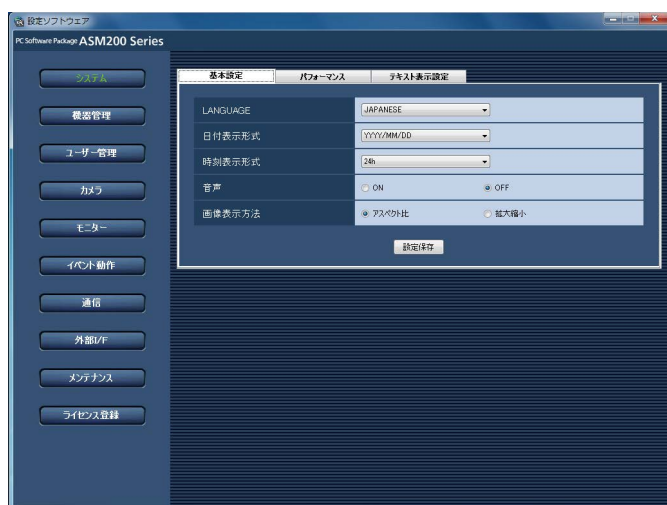 設定ソフトウェア
PC Software Package ASM200 Series
システム
機器管理
ユーザー管理
カメラ
モニター
イベント動作
通信
外部I/F
メンテナンス
ライセンス登録
基本設定 パフォーマンス テキスト表示設定
LANGUAGE JAPANESE
日付表示形式 YYYY/MM/DD
時刻表示形式 24h
音声 ON OFF
画像表示方法 アスペクト比 拡大縮小
設定保存